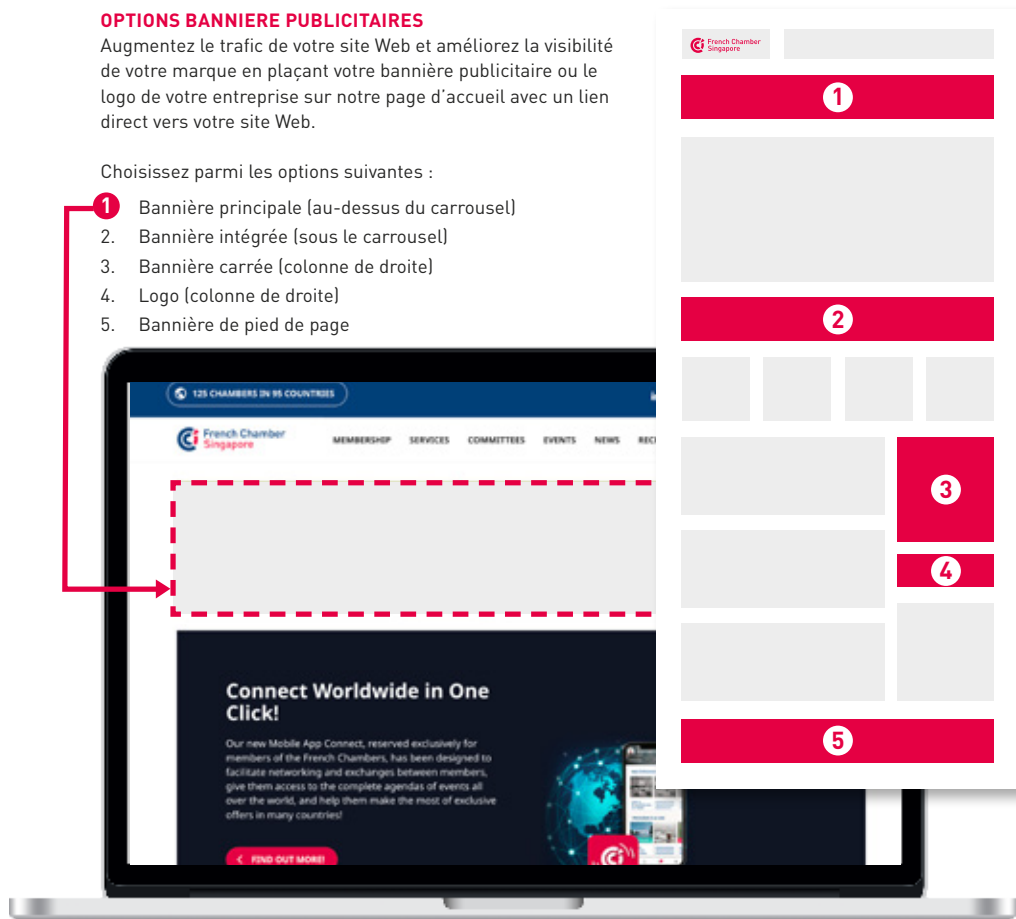 OPTIONS BANNIERE PUBLICITAIRES
Augmentez le trafic de votre site Web et améliorez la visibilité
de votre marque en plaçant votre bannière publicitaire ou le
logo de votre entreprise sur notre page d'accueil avec un lien
direct vers votre site Web.
Choisissez parmi les options suivantes :
1 Bannière principale (au-dessus du carrousel)
2. Bannière intégrée (sous le carrousel)
3. Bannière carrée (colonne de droite)
4. Logo (colonne de droite)
5. Bannière de pied de page
125 CHAMBERS IN 95 COUNTRIES
CCI French Chamber
Singapore
MEMBERSHIP SERVICES COMMITTEES EVENTS NEWS REC
Connect Worldwide in One
Click!
Our new Mobile App Connect, reserved exclusively for
members of the French Chambers, has been designed to
facilitate networking and exchanges between members,
give them access to the complete agendas of events all
over the world, and help them make the most of exclusive
offers in many countries!
FIND OUT MORE!
CCI
CCI French Chamber
Singapore
1
2
3
4
5